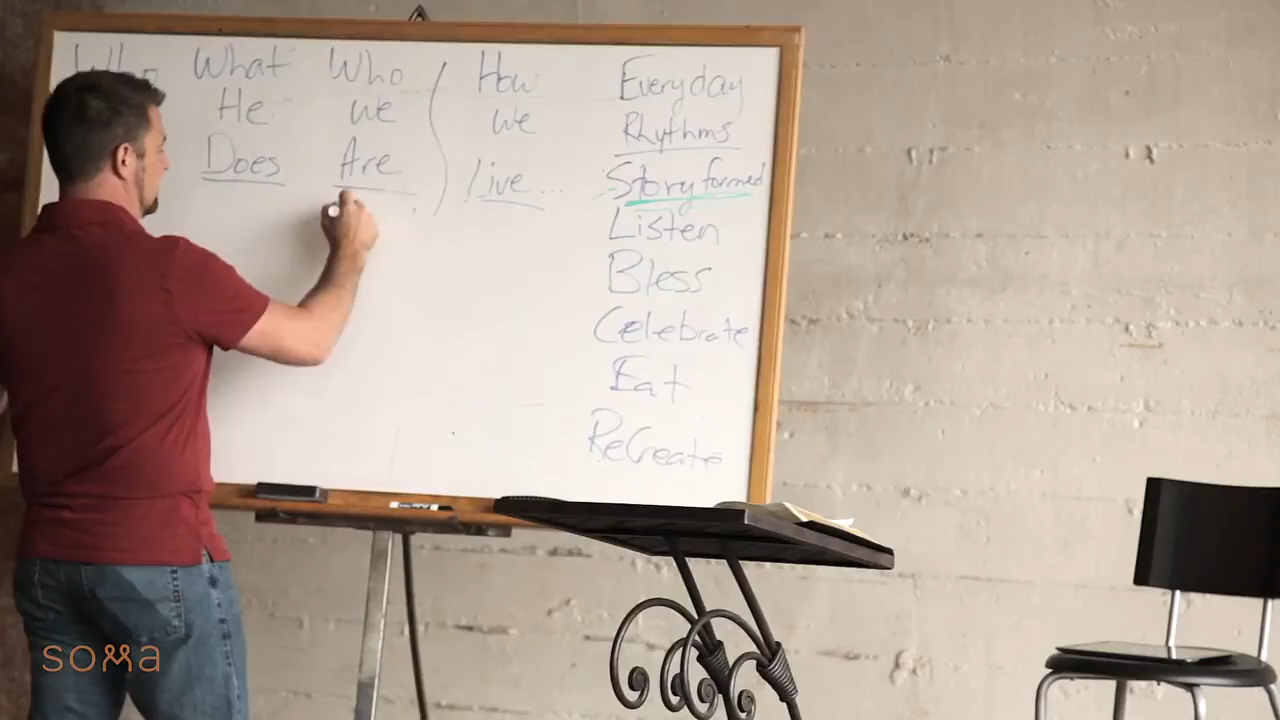 Who What Who How
He we we
Does Are Live...
Everyday
Rhythms
Story formed
Listen
Bless
Celebrate
Eat
ReCreate
soma